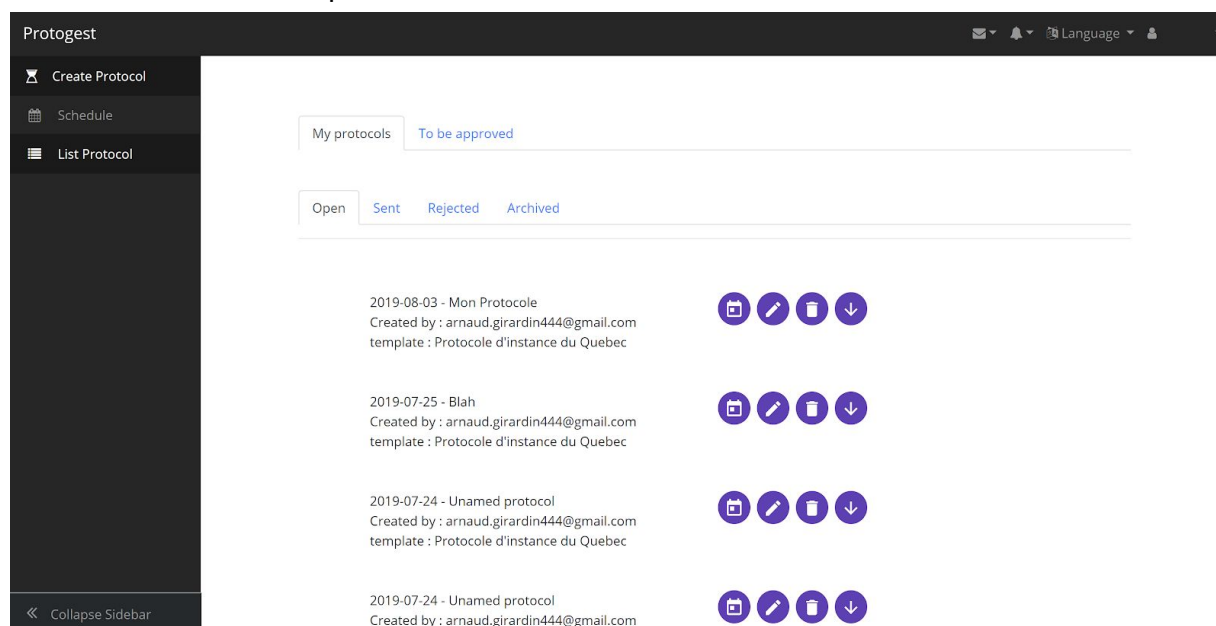 Protogest
Language
Create Protocol
Schedule
List Protocol
My protocols To be approved
Open Sent Rejected Archived
2019-08-03 - Mon Protocole
Created by : arnaud.girardin444@gmail.com
template : Protocole d'instance du Quebec
2019-07-25 - Blah
Created by : arnaud.girardin444@gmail.com
template : Protocole d'instance du Quebec
2019-07-24 - Unamed protocol
Created by : arnaud.girardin444@gmail.com
template : Protocole d'instance du Quebec
2019-07-24 - Unamed protocol
Created by : arnaud.girardin444@gmail.com
Collapse Sidebar